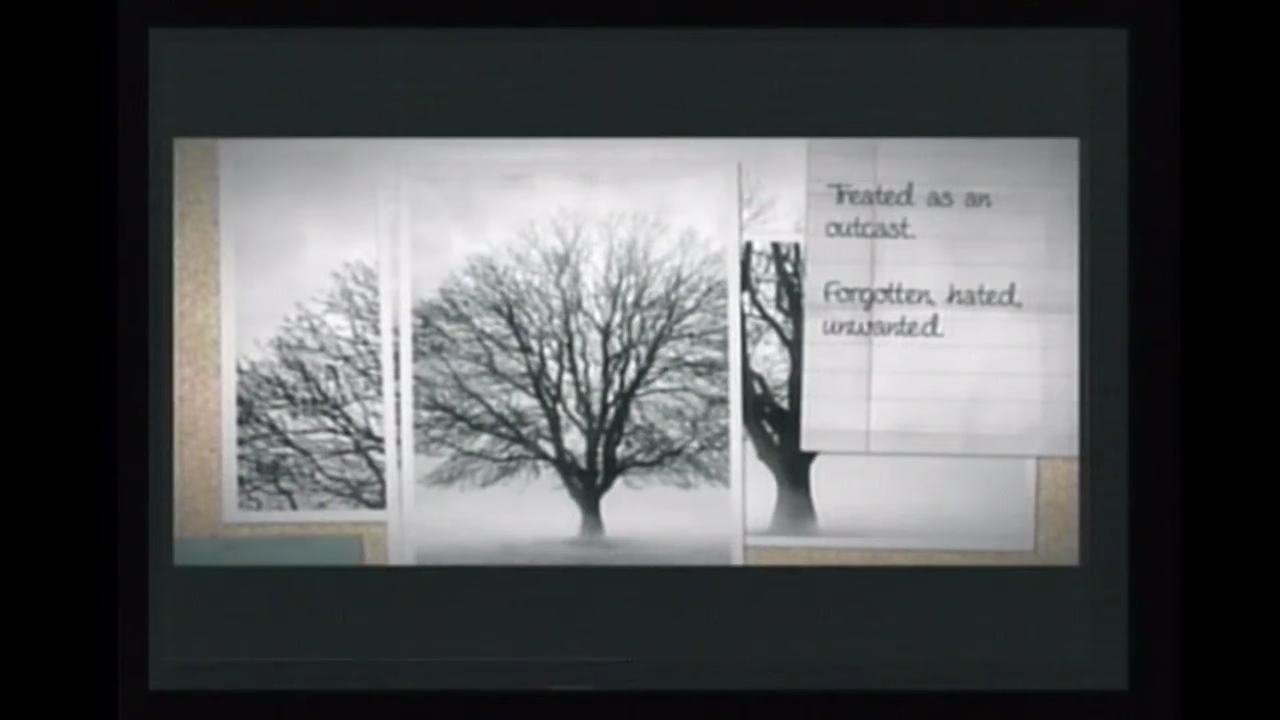 Treated as an
outcast.
Forgotten, hated,
unwanted.